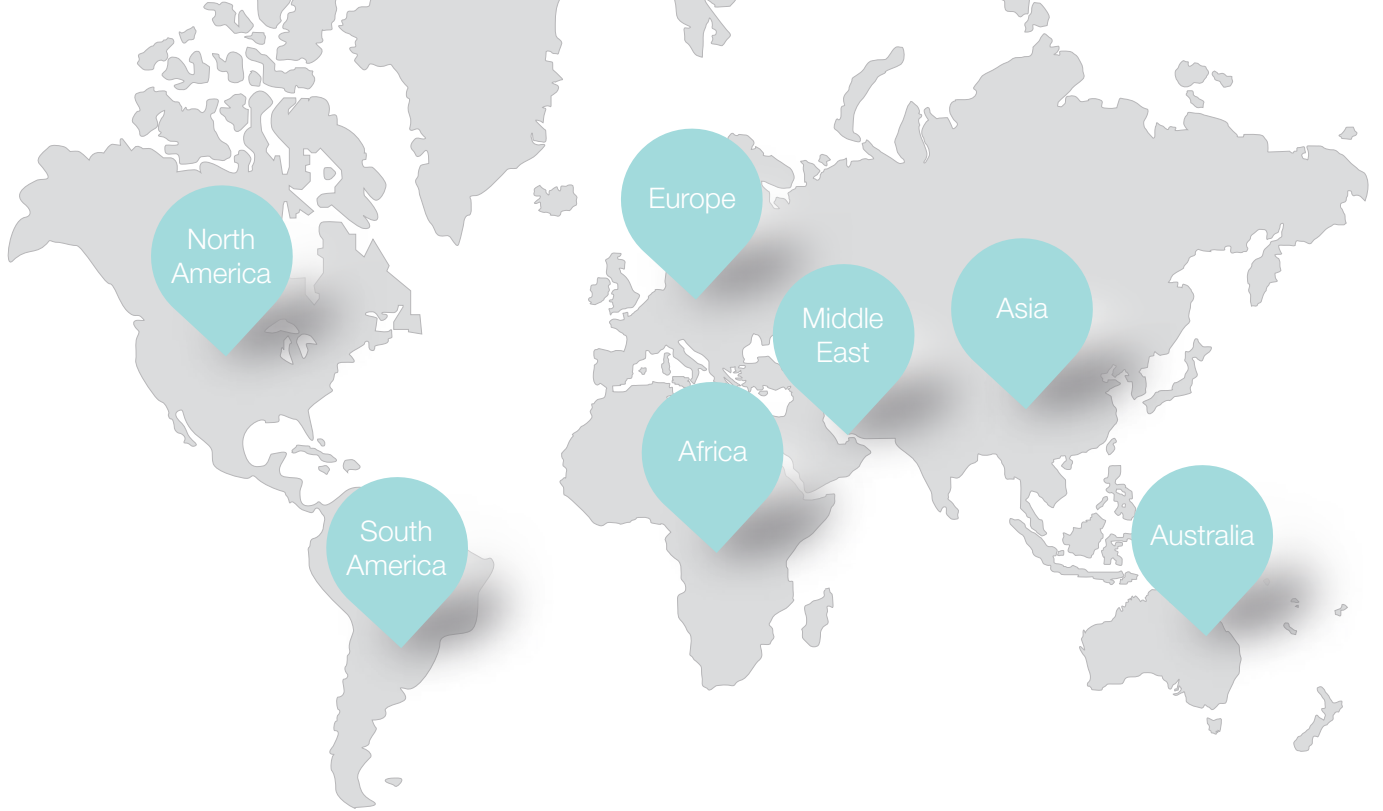 Europe
North
America
Asia
Middle
East
Africa
South
America
Australia